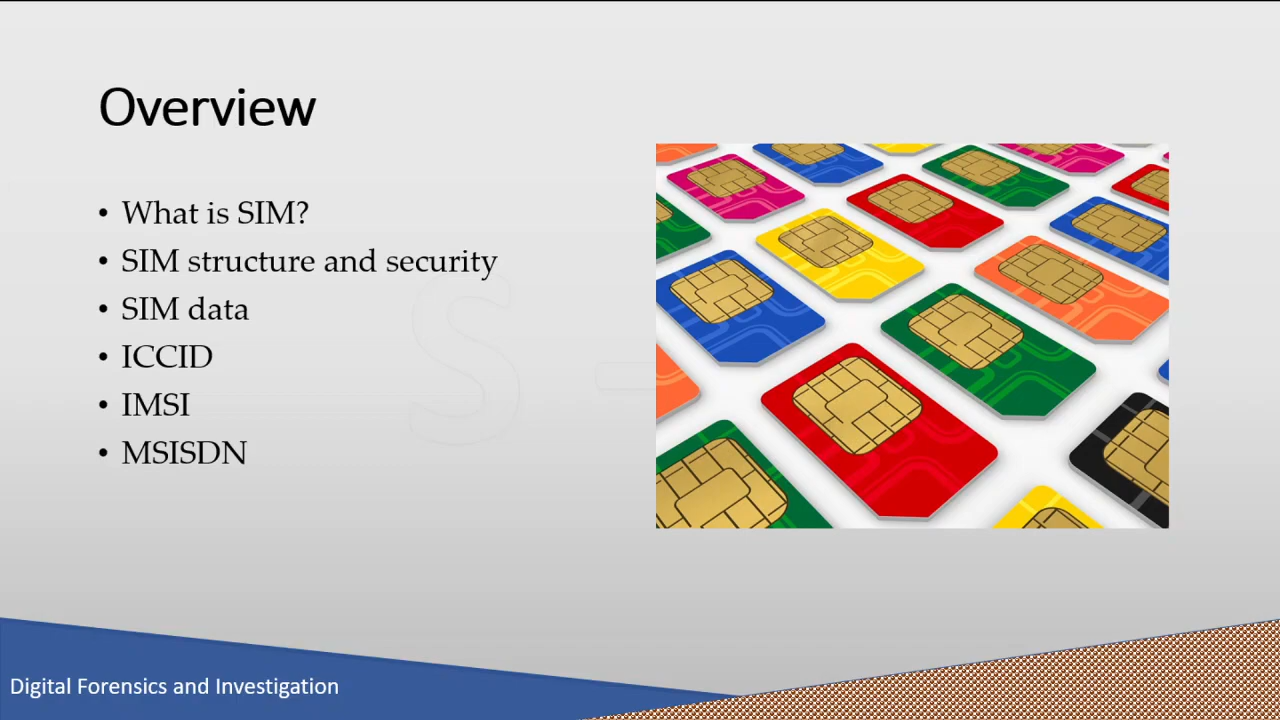 Overview
• What is SIM?
• SIM structure and security
• SIM data
• ICCID
• IMSI
• MSISDN
Digital Forensics and Investigation